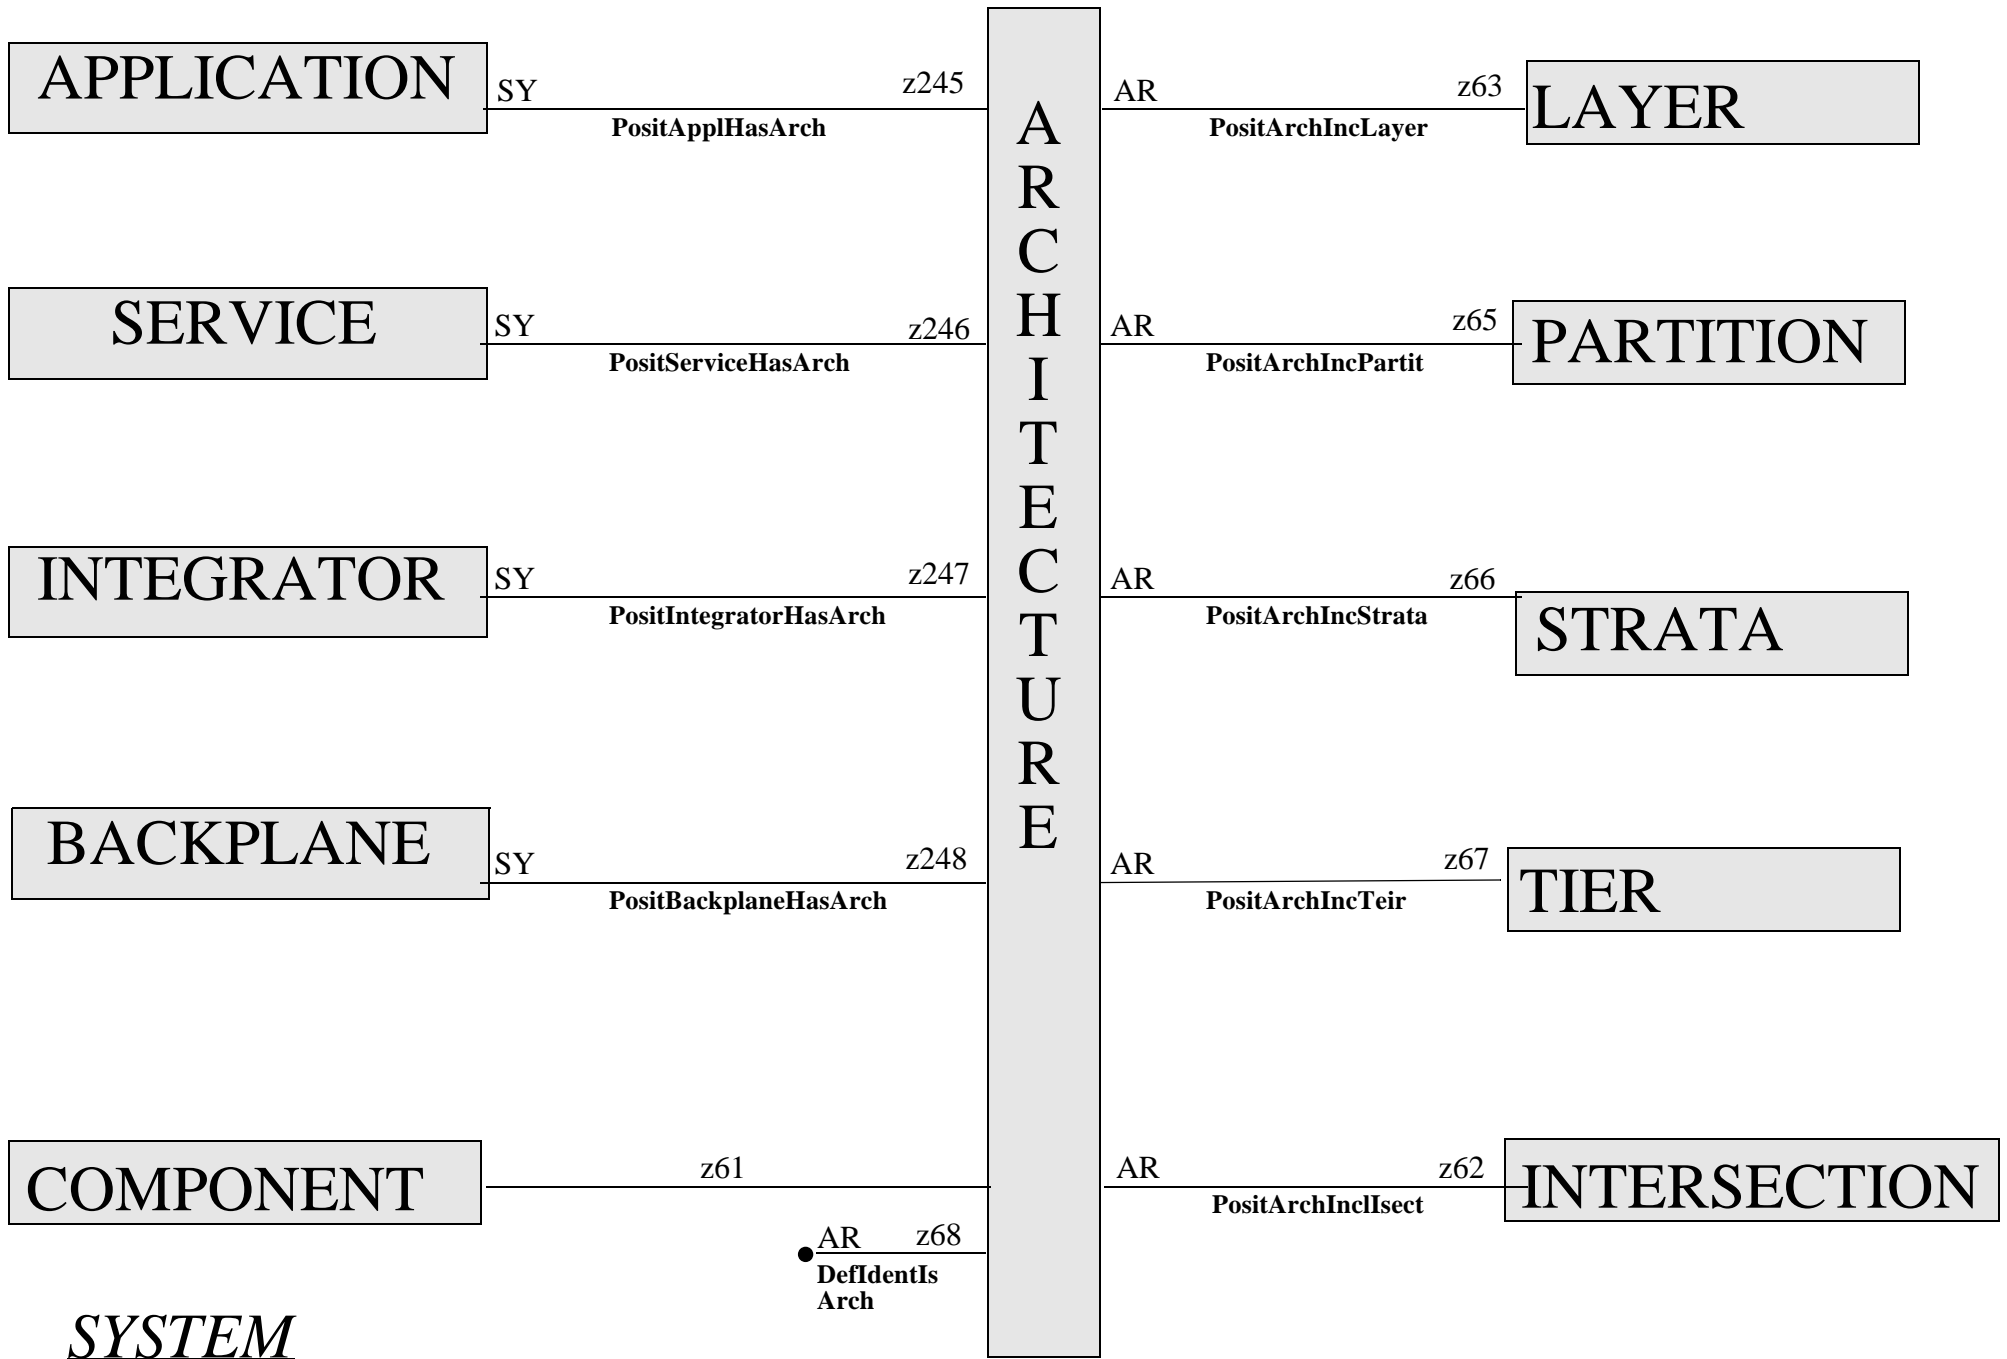 APPLICATION
SY
z245
PositApplHasArch
SERVICE
SY
z246
PositServiceHasArch
INTEGRATOR
SY
z247
PositIntegratorHasArch
BACKPLANE
SY
z248
PositBackplaneHasArch
COMPONENT
z61
AR
z68
DefIdentIs
Arch
SYSTEM
A
R
C
H
I
T
E
C
T
U
R
E
AR
z63
PositArchIncLayer
LAYER
AR
z65
PositArchIncPartit
PARTITION
AR
z66
PositArchIncStrata
STRATA
AR
z67
PositArchIncTeir
TIER
AR
z62
PositArchInclIsect
INTERSECTION